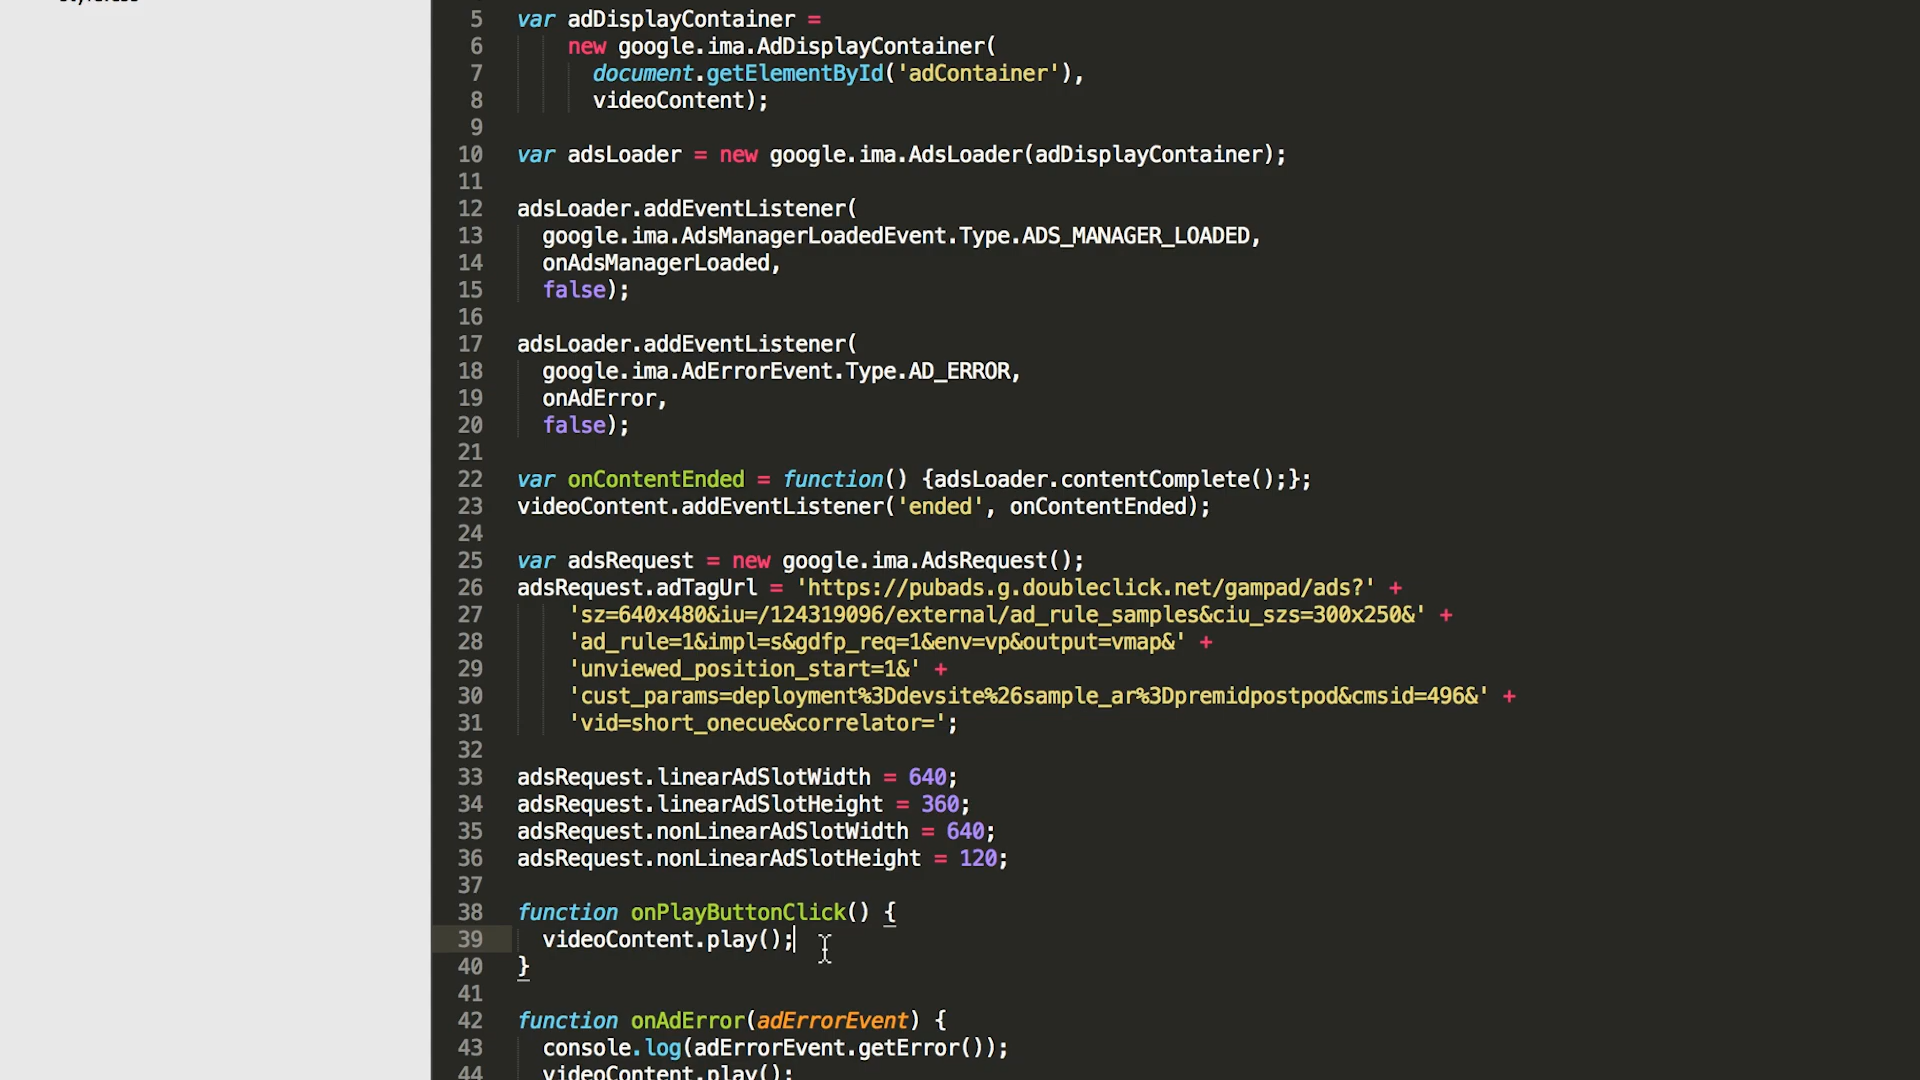 5 var adDisplayContainer =
6 new google.ima.AdDisplayContainer(
7 document.getElementById('adContainer'),
8 videoContent);
9
10 var adsLoader = new google.ima.AdsLoader(adDisplayContainer);
11
12 adsLoader.addEventListener(
13 google.ima.AdsManagerLoadedEvent.Type.ADS_MANAGER_LOADED,
14 onAdsManagerLoaded,
15 false);
16
17 adsLoader.addEventListener(
18 google.ima.AdErrorEvent.Type.AD_ERROR,
19 onAdError,
20 false);
21
22 var onContentEnded = function() {adsLoader.contentComplete();};
23 videoContent.addEventListener('ended', onContentEnded);
24
25 var adsRequest = new google.ima.AdsRequest();
26 adsRequest.adTagUrl = 'https://pubads.g.doubleclick.net/gampad/ads?' +
27 'sz=640x480&iu=/124319096/external/ad_rule_samples&ciu_szs=300x250&' +
28 'ad_rule=1&impl=s&gdfp_req=1&env=vp&output=vmap&' +
29 'unviewed_position_start=1&' +
30 'cust_params=deployment%3Ddevsite%26sample_ar%3Dpremidpostpod&cmsid=496&' +
31 'vid=short_onecue&correlator=';
32
33 adsRequest.linearAdSlotWidth = 640;
34 adsRequest.linearAdSlotHeight = 360;
35 adsRequest.nonLinearAdSlotWidth = 640;
36 adsRequest.nonLinearAdSlotHeight = 120;
37
38 function onPlayButtonClick() {
39 videoContent.play();
40 }
41
42 function onAdError(adErrorEvent) {
43 console.log(adErrorEvent.getError());
44 videoContent.play();